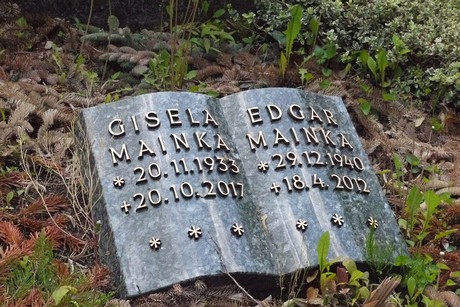 GISELA
MAINKA
* 20.11.1933
+ 20.10.2017
* * *
EDGAR
MAINKA
* 29.12.1940
+ 18.4.2012
* * *